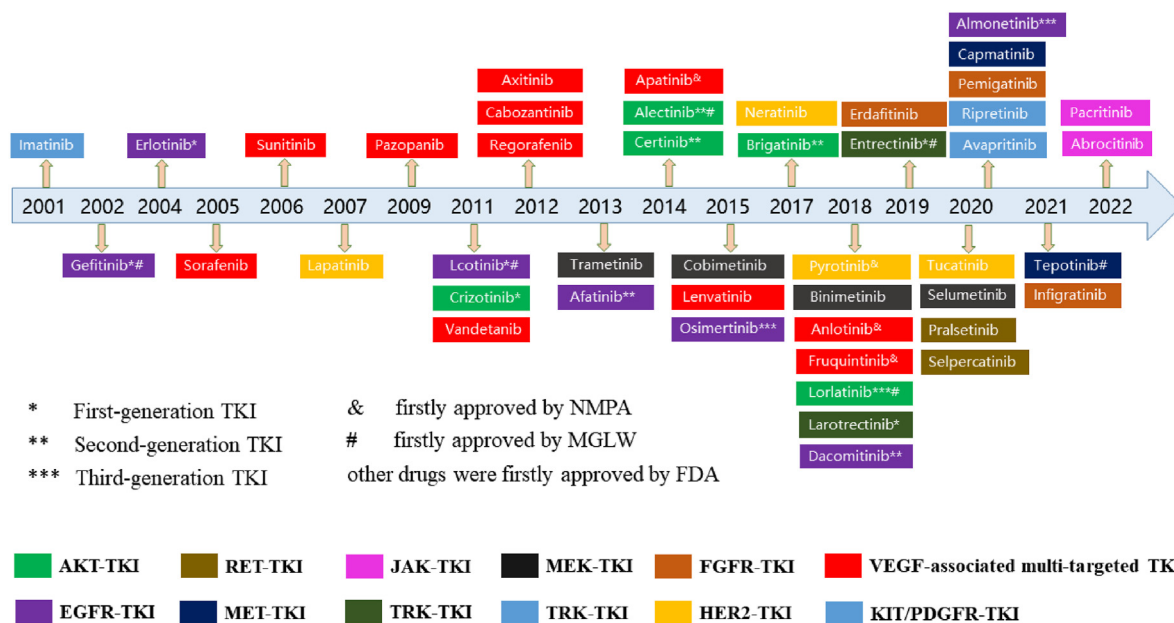 Almonetinib***
Capmatinib
Axitinib
Apatinib&
Pemigatinib
Cabozantinib
Alectinib**#
Neratinib
Erdafitinib
Ripretinib
Pacritinib
Imatinib
Erlotinib*
Sunitinib
Pazopanib
Regorafenib
Certinib**
Brigatinib**
Entrectinib*#
Avapritinib
Abrocitinib
2001 2002 2004 2005 2006 2007 2009 2011 2012 2013 2014 2015 2017 2018 2019 2020 2021 2022
Gefitinib*#
Sorafenib
Lapatinib
Lcotinib*#
Trametinib
Cobimetinib
Pyrotinib&
Tucatinib
Tepotinib#
Crizotinib*
Afatinib**
Lenvatinib
Binimetinib
Selumetinib
Infigratinib
Vandetanib
Osimertinib***
Anlotinib&
Pralsetinib
Fruquintinib&
Selpercatinib
Lorlatinib***#
Larotrectinib*
Dacomitinib**
* First-generation TKI
& firstly approved by NMPA
** Second-generation TKI
# firstly approved by MGLW
*** Third-generation TKI
other drugs were firstly approved by FDA
AKT-TKI
RET-TKI
JAK-TKI
MEK-TKI
FGFR-TKI
VEGF-associated multi-targeted TK
EGFR-TKI
MET-TKI
TRK-TKI
TRK-TKI
HER2-TKI
KIT/PDGFR-TKI